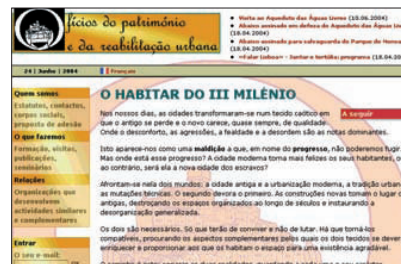 fícios do património
e da reabilitação urbana
• Visita ao Aqueduto das Águas Livres (15.06.2004)
• Abaixo assinado em defesa do Aqueduto das Águas
(18.04.2004)
• Abaixo assinado para salvaguarda do Parque de
(18.04.2004)
• «Falar Lisboa» - Jantar e tertúlia: programa (18.04.20
24 | Junho | 2004
Français
Quem somos
Estatutos, contactos,
corpos sociais,
proposta de adesão
O que fazemos
Formação, visitas,
publicações,
seminários
Relações
Organizações que
desenvolvem
actividades similares
e complementares
Entrar
O seu e-mail:
O HABITAR DO III MILÉNIO
A seguir
Nos nossos dias, as cidades transformaram-se num tecido caótico em
que o antigo se perde e o novo carece, quase sempre, de qualidade.
Onde o desconforto, as agressões, a fealdade e a desordem são as notas dominantes.
Isto aparece-nos como uma maldição a que, em nome do progresso, não poderemos fugir.
Mas onde está esse progresso? A cidade moderna torna mais felizes os seus habitantes, ou
ao contrário, será ela a nova cidade dos escravos?
Afrontam-se nela dois mundos: a cidade antiga e a urbanização moderna, a tradição urbana
as mutações técnicas. O segundo devora o primeiro. As construções novas tomam o lugar d
antigas, destroçando os espaços organizados ao longo de séculos e instaurando a
desorganização generalizada.
Os dois são necessários. Só que terão de conviver e não de lutar. Há que torná-los
compatíveis, procurando os aspectos complementares pelos quais os dois tecidos se devem
enriquecer e proporcionar aos que os habitam o espaço para uma existência agradável.